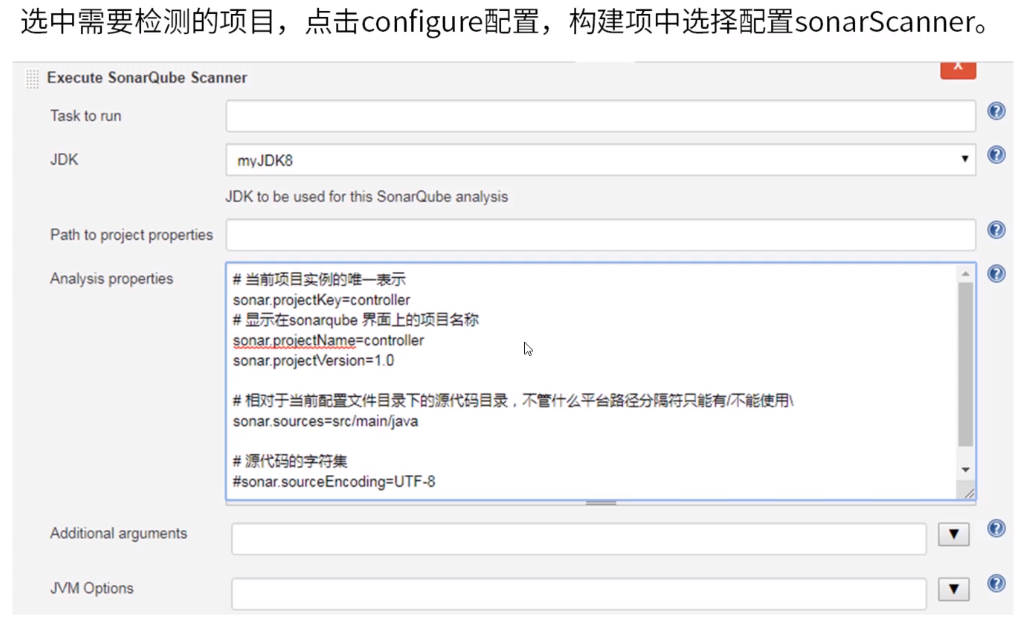 选中需要检测的项目，点击configure配置，构建项中选择配置sonarScanner。
Execute SonarQube Scanner
X
Task to run
JDK
myJDK8
JDK to be used for this SonarQube analysis
Path to project properties
Analysis properties
# 当前项目实例的唯一表示
sonar.projectKey=controller
# 显示在sonarqube 界面上的项目名称
sonar.projectName=controller
sonar.projectVersion=1.0
# 相对于当前配置文件目录下的源代码目录，不管什么平台路径分隔符只能有/不能使用\
sonar.sources=src/main/java
# 源代码的字符集
#sonar.sourceEncoding=UTF-8
Additional arguments
JVM Options